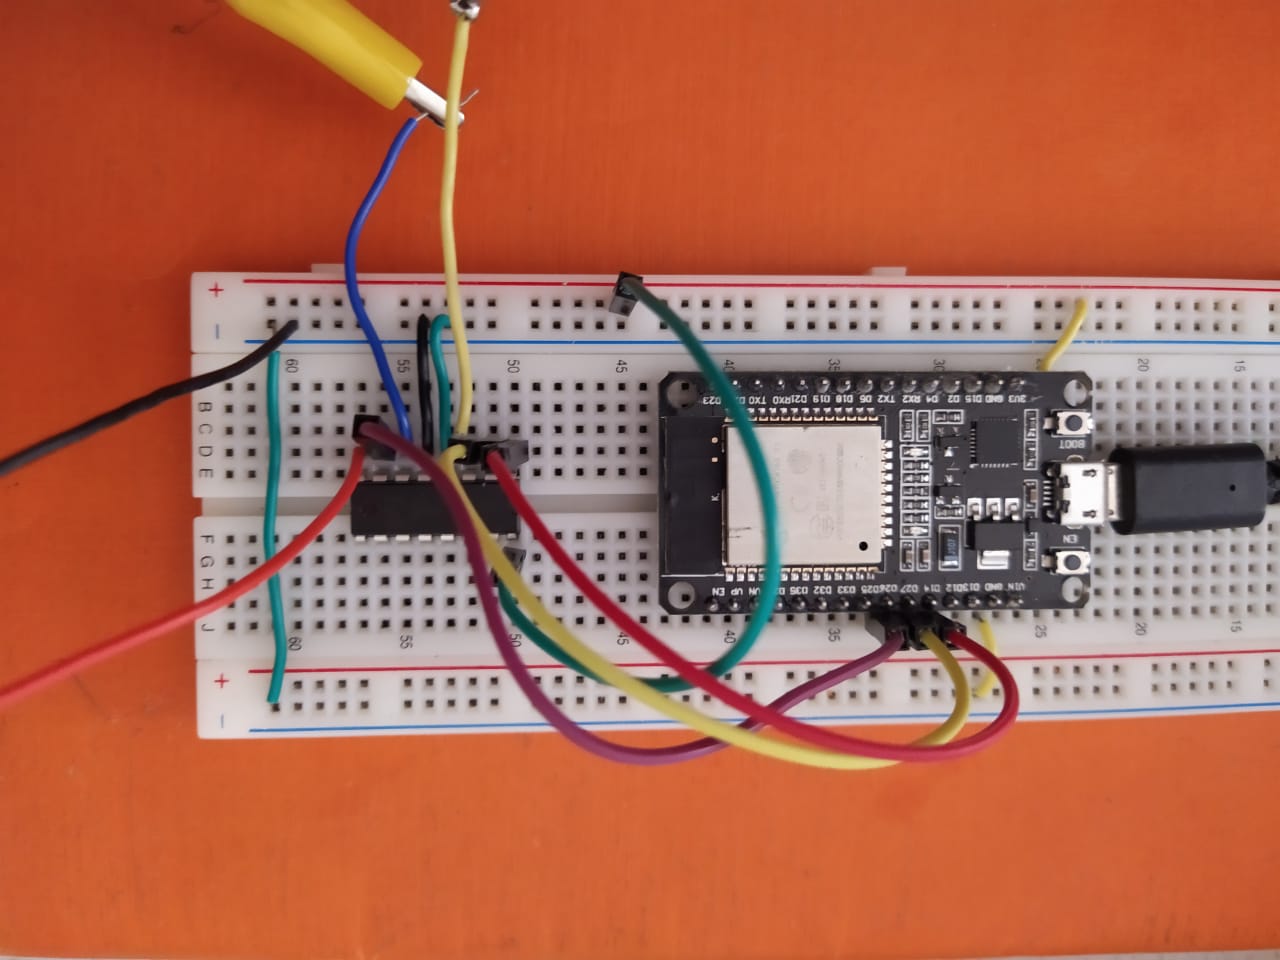 +
-
60 55 50 45 40 35 30 20 15
B
C
D
E
D23 TX0 RX0 D21 D19 D18 D5 TX2 RX2 D4 D2 D15 GND 3V3
BOOT
EN
EN VP VN D35 D32 D33 D25 D26 D27 D14 D12 D13 GND VIN
F
G
H
J
60 55 50 45 40 35 25 20 15
+
-